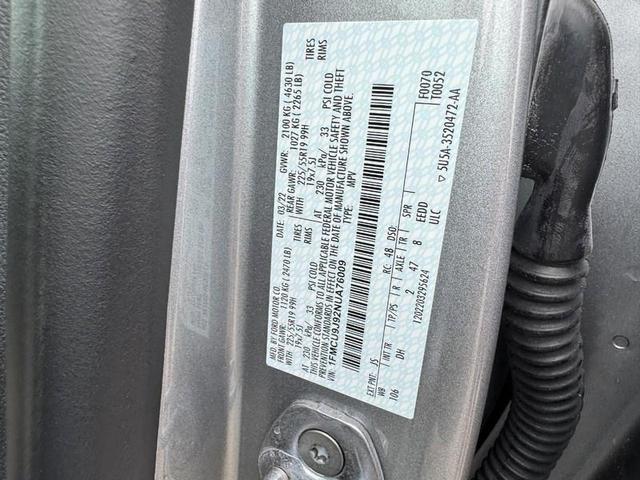 MFD. BY FORD MOTOR CO.
DATE: 03/22 GVWR: 2100 KG ( 4630 LB)
FRONT GAWR: 1120 KG (2470 LB) REAR GAWR: 1027 KG ( 2265 LB)
WITH 225/55R19 99H TIRES WITH 225/55R19 99H TIRES
19x7.5J RIMS 19x7.5J RIMS
AT 230 kPa/ 33 PSI COLD AT 230 kPa/ 33 PSI COLD
THIS VEHICLE CONFORMS TO ALL APPLICABLE FEDERAL MOTOR VEHICLE SAFETY AND THEFT
PREVENTION STANDARDS IN EFFECT ON THE DATE OF MANUFACTURE SHOWN ABOVE.
VIN: 1FMCU9J92NUA76009 TYPE: MPV
EXT PNT: JS RC: 48 DSO: F0070
T0052
WB INT TR TP/PS R AXLE TR SPR
106 DH 2 47 8 EEDD
ULC 5U5A-3520472-AA
1202203295624